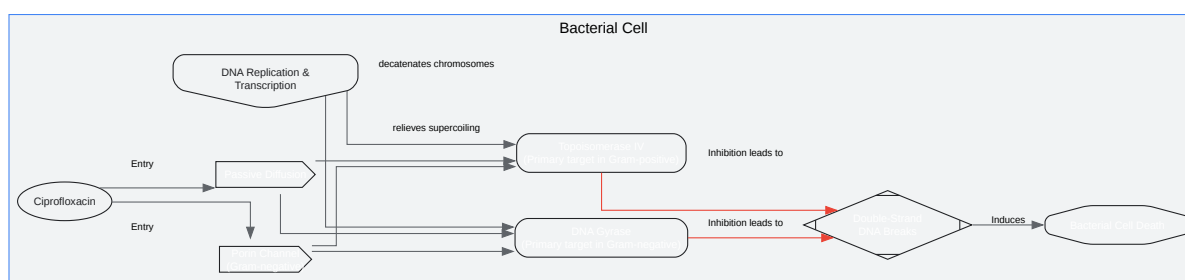 Bacterial Cell
DNA Replication &
Transcription
decatenates chromosomes
relieves supercoiling
Topoisomerase IV
(Primary target in Gram-positive)
Inhibition leads to
Entry
Passive Diffusion
Ciprofloxacin
Entry
Porin Channels
(Gram-negative)
DNA Gyrase
(Primary target in Gram-negative)
Inhibition leads to
Double-Strand
DNA Breaks
Induces
Bacterial Cell Death